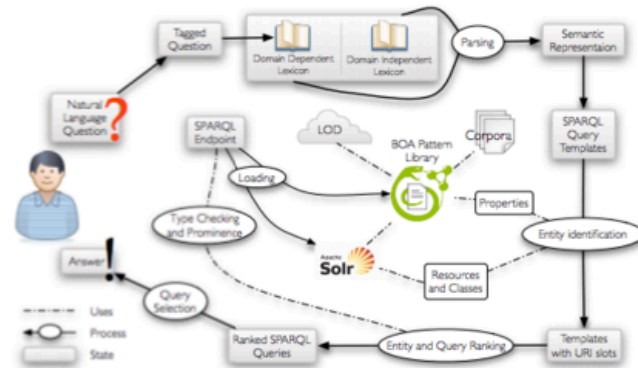 Tagged
Question
Domain Dependent
Lexicon
Domain Independent
Lexicon
Parsing
Semantic
Representaion
Natural
Language
Question
?
SPARQL
Endpoint
LOD
BOA Pattern
Library
Corpora
SPARQL
Query
Templates
Loading
Properties
Type Checking
and Prominence
Entity identification
Apache
Solr
Resources
and Classes
Answer
!
Query
Selection
Uses
Process
State
Ranked SPARQL
Queries
Entity and Query Ranking
Templates
with URI slots